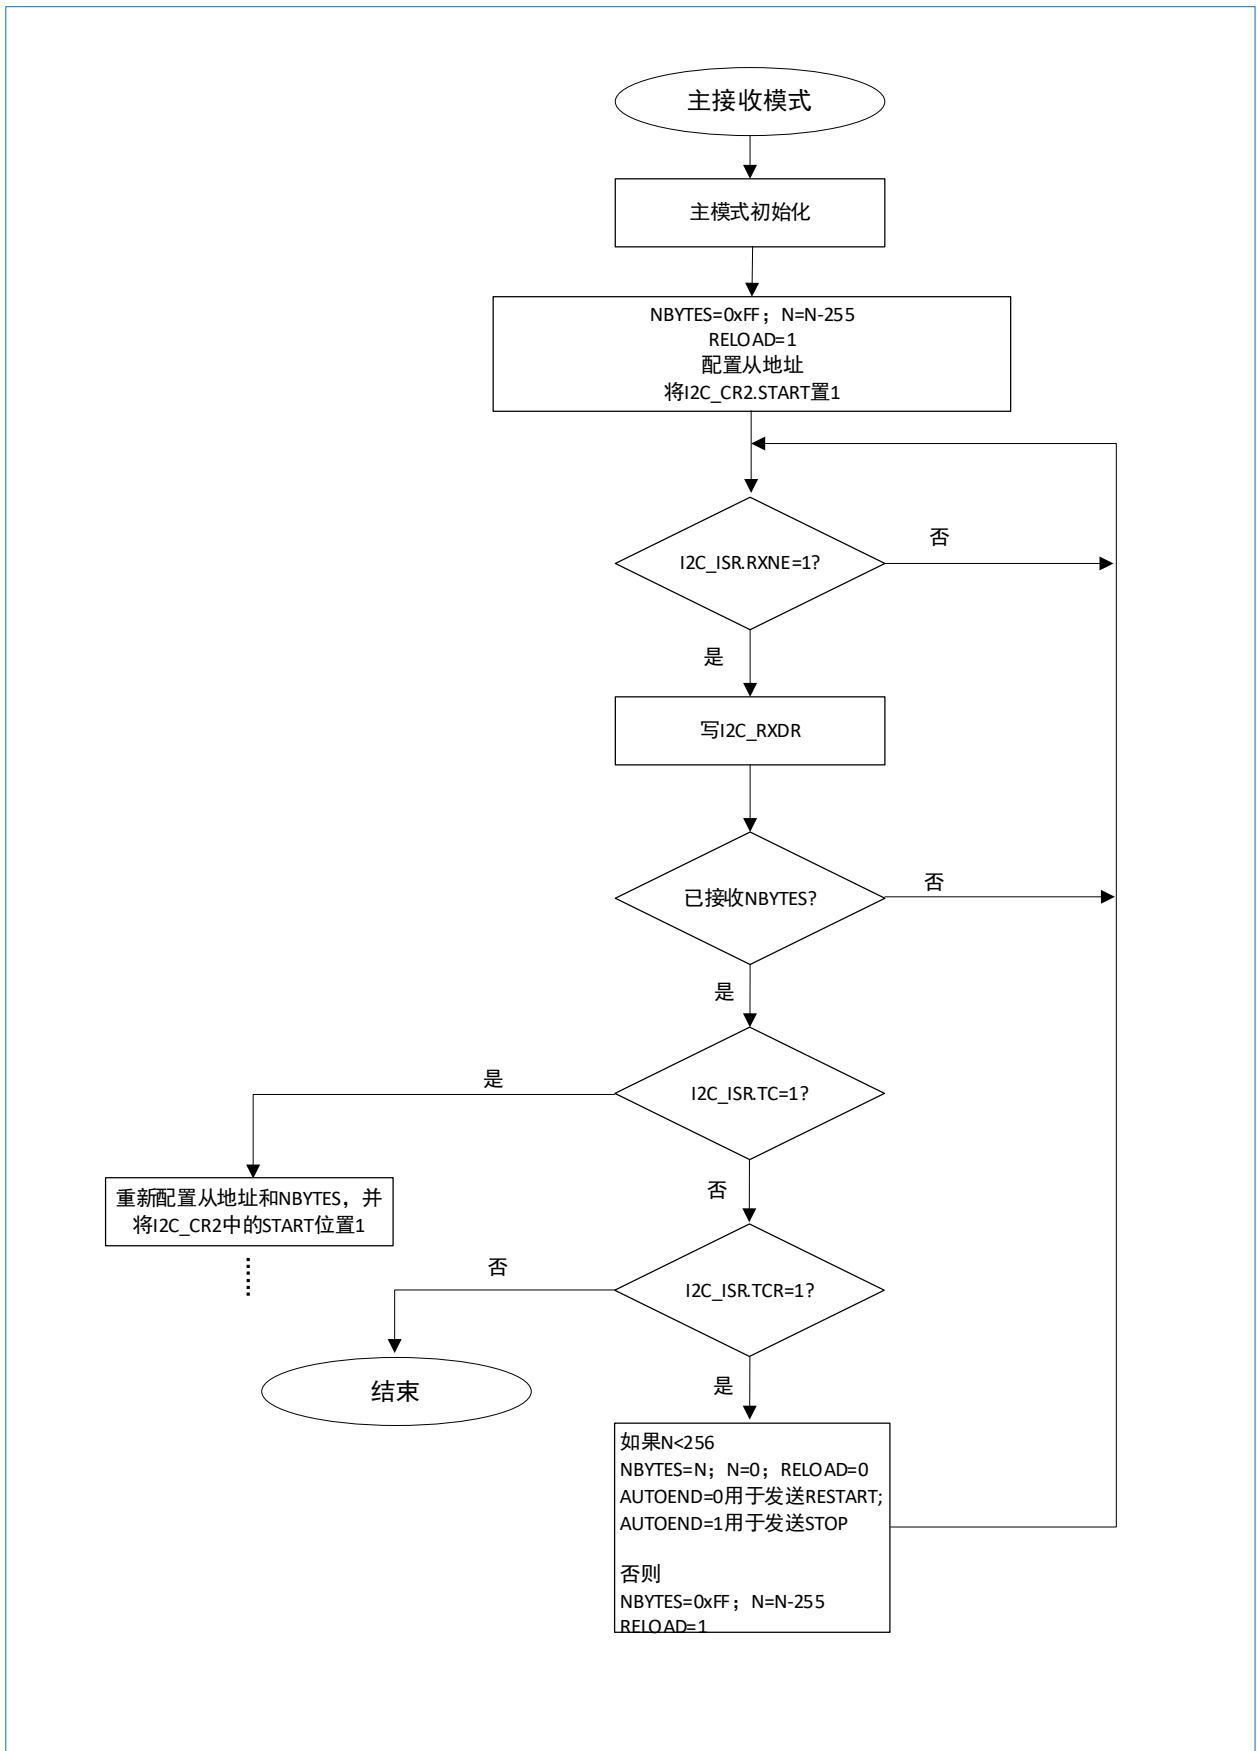 主接收模式
主模式初始化
NBYTES=0xFF；N=N-255
RELOAD=1
配置从地址
将I2C_CR2.START置1
I2C_ISR.RXNE=1?
否
是
写I2C_RXDR
已接收NBYTES?
否
是
I2C_ISR.TC=1?
是
重新配置从地址和NBYTES，并
将I2C_CR2中的START位置1
否
I2C_ISR.TCR=1?
否
结束
是
如果N<256
NBYTES=N；N=0；RELOAD=0
AUTOEND=0用于发送RESTART;
AUTOEND=1用于发送STOP
否则
NBYTES=0xFF；N=N-255
RELOAD=1